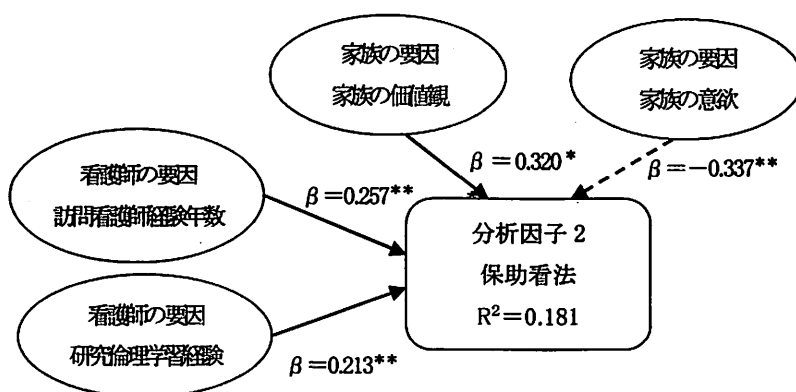 家族の要因
家族の価値観
家族の要因
家族の意欲
β=0.320 *
β=-0.337**
看護師の要因
訪問看護師経験年数
β=0.257**
分析因子 2
保助看法
R²=0.181
看護師の要因
研究倫理学習経験
β=0.213**